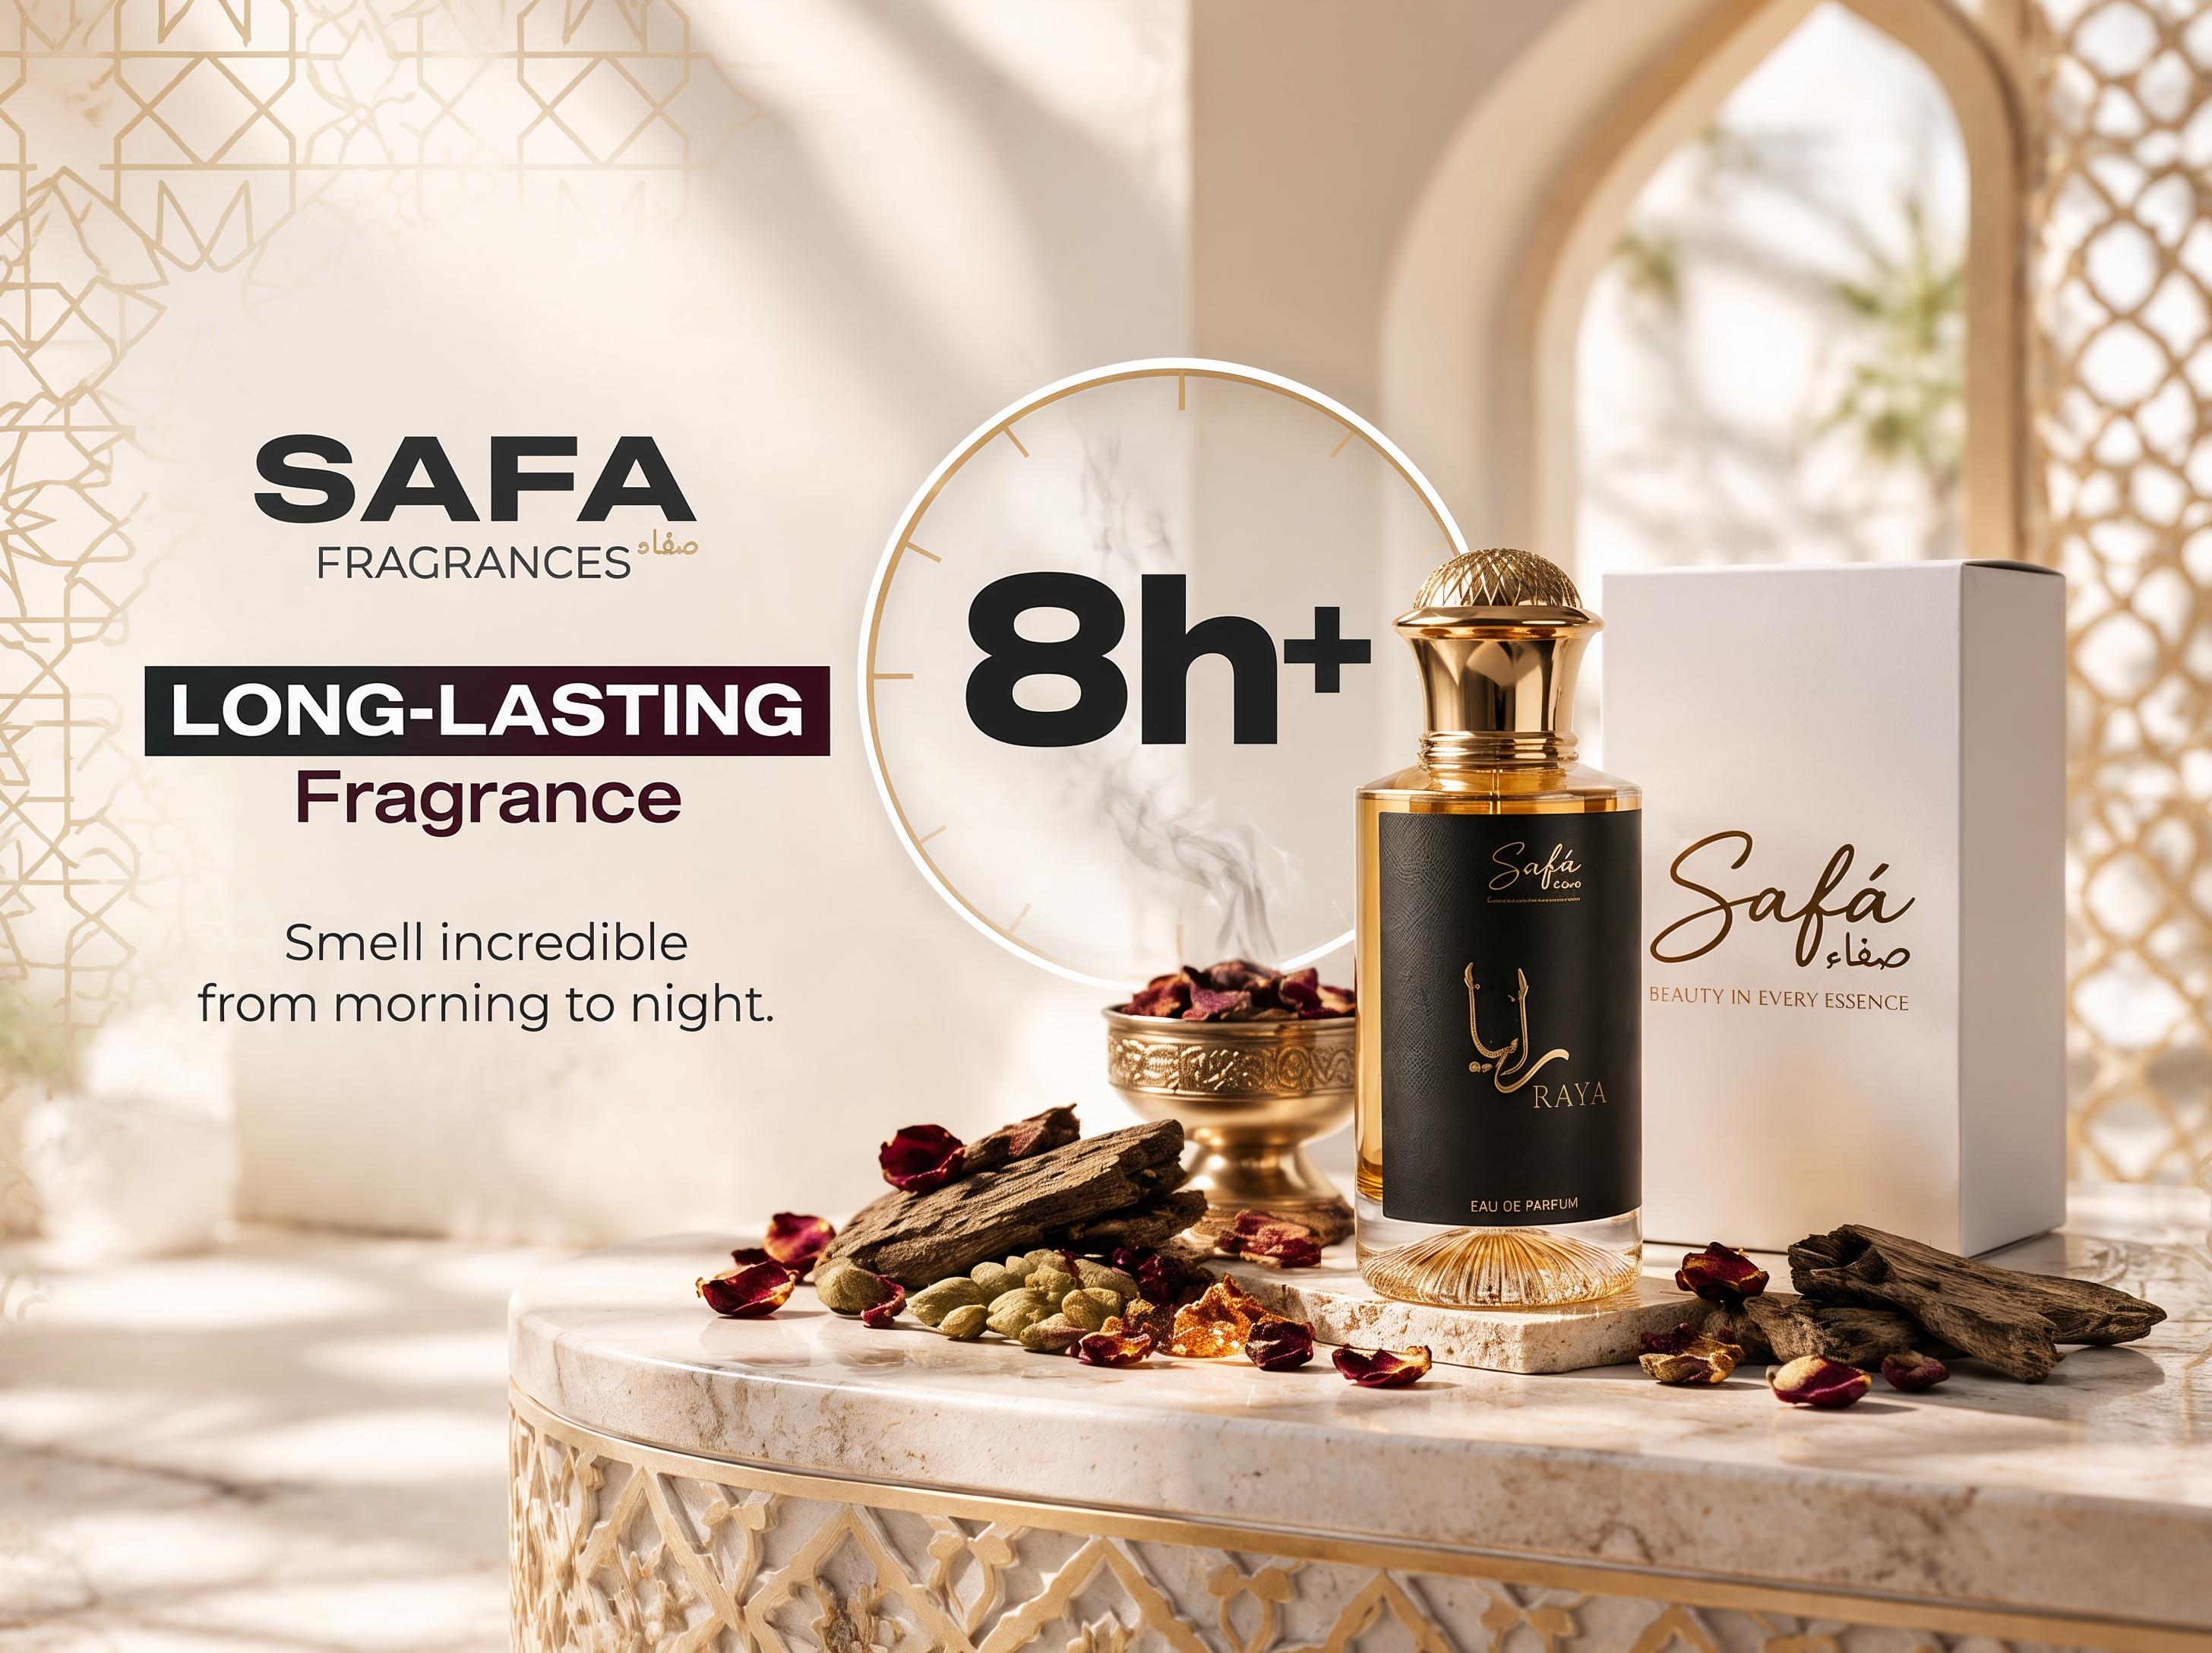 SAFA
FRAGRANCES صفاء
LONG-LASTING
Fragrance
Smell incredible
from morning to night.
8h+
Safá
راـيا
RAYA
EAU OE PARFUM
Safá
صفاء
BEAUTY IN EVERY ESSENCE